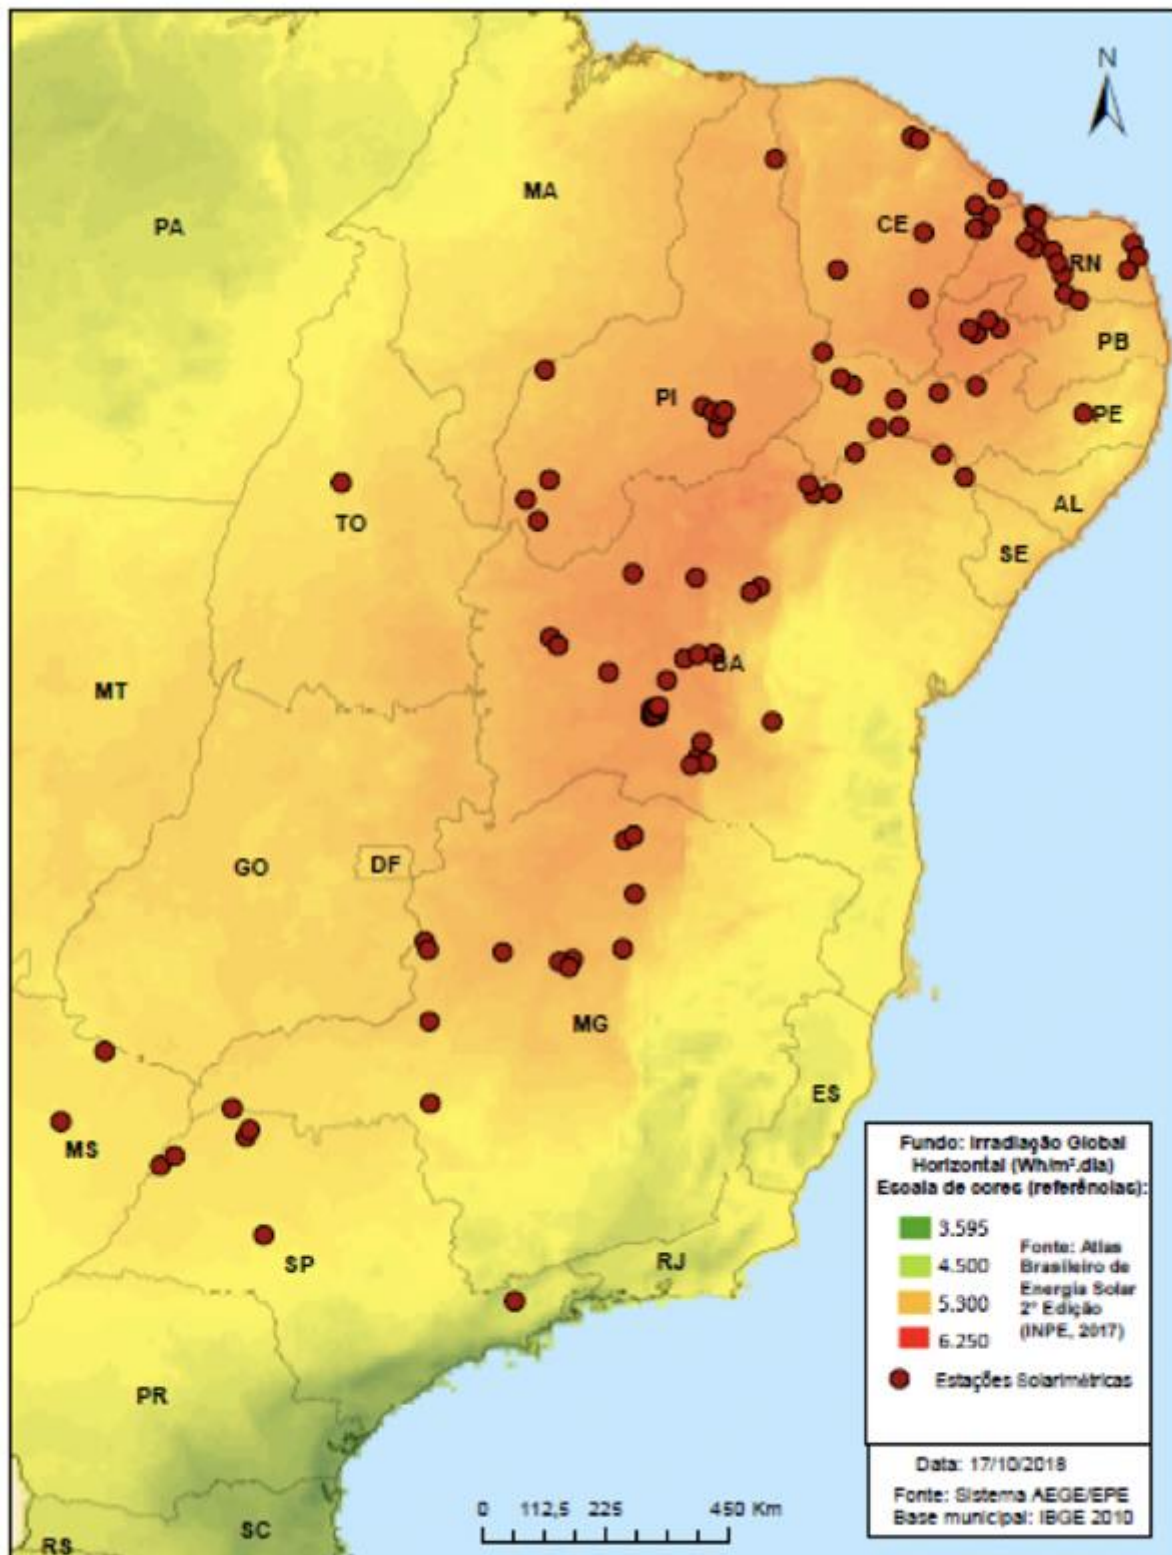 N
MA
PA
CE
RN
PB
PI
PE
AL
TO
SE
MT
BA
GO
DF
MG
ES
MS
SP
RJ
PR
SC
RS
Fundo: Irradiação Global
Horizontal (Wh/m².dia)
Escala de cores (referências):
3.595
4.500
5.300
6.250
Fonte: Atlas
Brasileiro de
Energia Solar
2ª Edição
(INPE, 2017)
Estações Solarimétricas
Data: 17/10/2018
Fonte: Sistema AEGE/EPE
Base municipal: IBGE 2010
0 112,5 225 450 Km